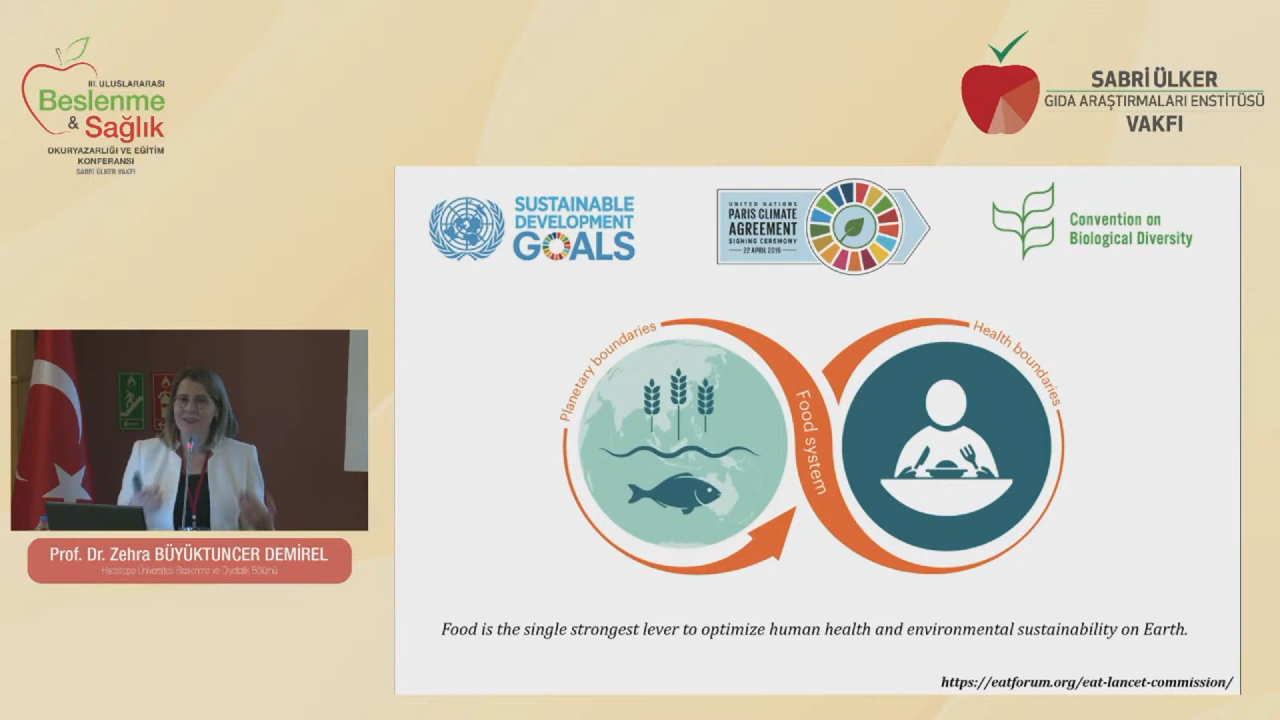 III. ULUSLARARASI
Beslenme
& Sağlık
OKURYAZARLIĞI VE EĞİTİM
KONFERANSI
SABRİ ÜLKER VAKFI
SABRİ ÜLKER
GIDA ARAŞTIRMALARI ENSTİTÜSÜ
VAKFI
SUSTAINABLE
DEVELOPMENT
GOALS
UNITED NATIONS
PARIS CLIMATE
AGREEMENT
SIGNING CEREMONY
22 APRIL 2016
Convention on
Biological Diversity
Planetary boundaries
Food system
Health boundaries
Prof. Dr. Zehra BÜYÜKTUNCER DEMİREL
Hacettepe Üniversitesi Beslenme ve Diyetetik Bölümü
Food is the single strongest lever to optimize human health and environmental sustainability on Earth.
https://eatforum.org/eat-lancet-commission/